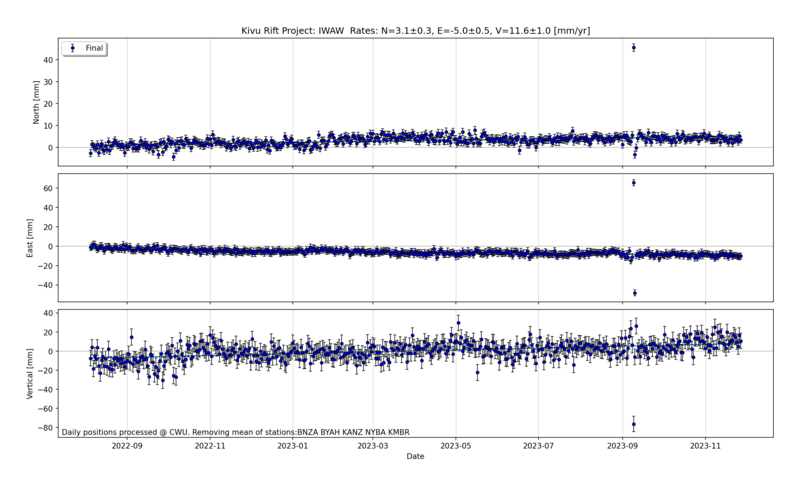 Kivu Rift Project: IWAW  Rates: N=3.1±0.3, E=-5.0±0.5, V=11.6±1.0 [mm/yr]
Final
North [mm]
40
30
20
10
0
East [mm]
60
40
20
0
−20
−40
Vertical [mm]
40
20
0
−20
−40
−60
−80
Daily positions processed @ CWU. Removing mean of stations:BNZA BYAH KANZ NYBA KMBR
2022-09 2022-11 2023-01 2023-03 2023-05 2023-07 2023-09 2023-11
Date